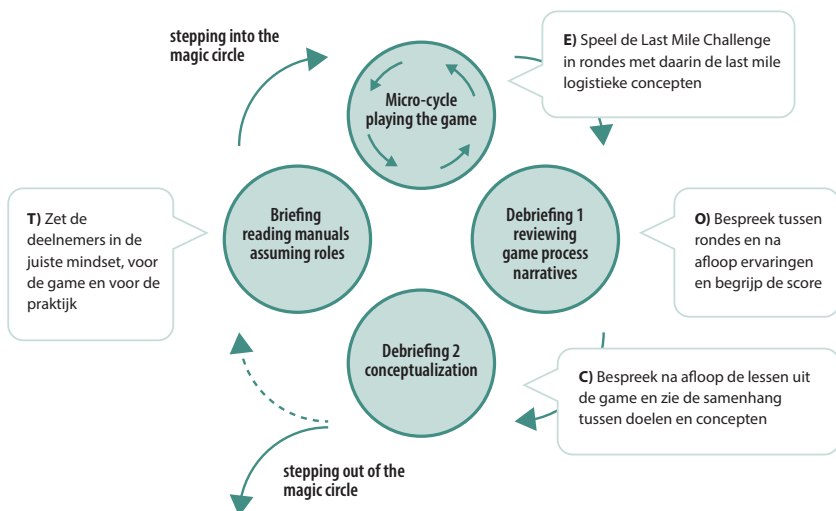 stepping into the
magic circle
E) Speel de Last Mile Challenge
in rondes met daarin de last mile
logistieke concepten
Micro-cycle
playing the game
T) Zet de
deelnemers in de
juiste mindset, voor
de game en voor de
praktijk
Briefing
reading manuals
assuming roles
Debriefing 1
reviewing
game process
narratives
O) Bespreek tussen
rondes en na
afloop ervaringen
en begrijp de score
Debriefing 2
conceptualization
C) Bespreek na afloop de lessen uit
de game en zie de samenhang
tussen doelen en concepten
stepping out of the
magic circle